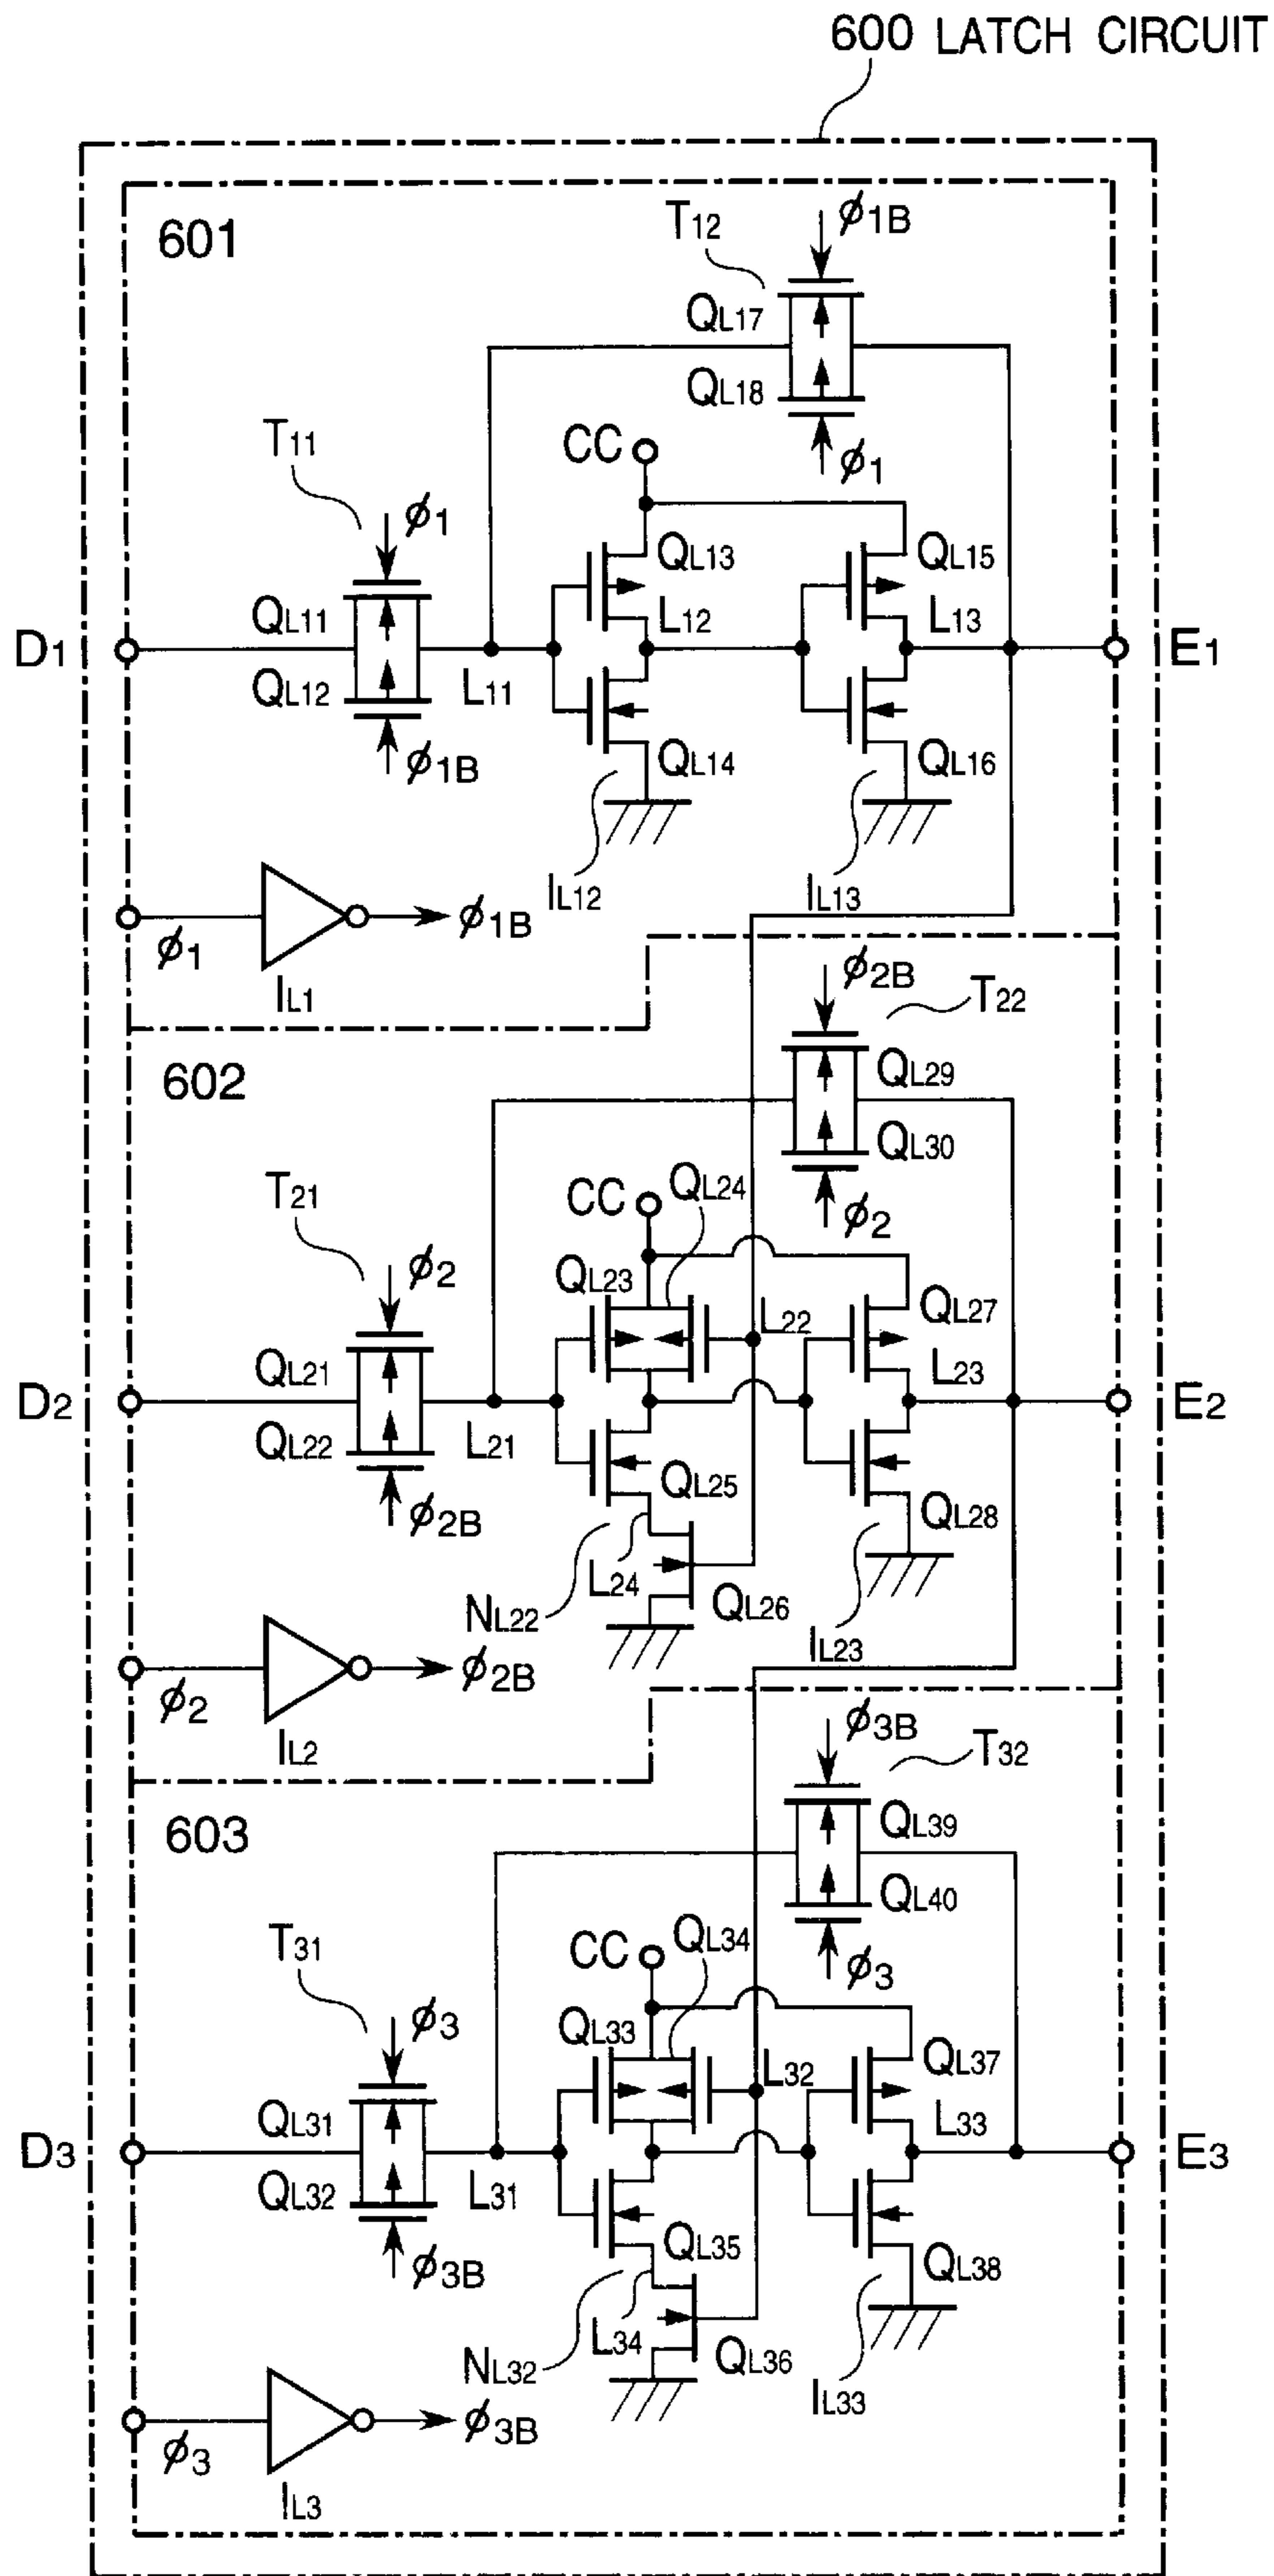 600 LATCH CIRCUIT
601
T12
ϕ1B
QL17
QL18
ϕ1
T11
CC
ϕ1
QL13
QL15
QL11
L12
L13
D1
E1
QL12
L11
ϕ1B
QL14
QL16
IL12
IL13
ϕ1
ϕ1B
IL1
602
ϕ2B
T22
QL29
QL30
T21
CC
QL24
ϕ2
ϕ2
QL23
L22
QL27
QL21
L23
D2
E2
QL22
L21
QL25
QL28
ϕ2B
L24
NL22
QL26
IL23
ϕ2
ϕ2B
IL2
603
ϕ3B
T32
QL39
QL40
T31
CC
QL34
ϕ3
ϕ3
QL33
L32
QL37
QL31
L33
D3
E3
QL32
L31
QL35
QL38
ϕ3B
L34
NL32
QL36
IL33
ϕ3
ϕ3B
IL3